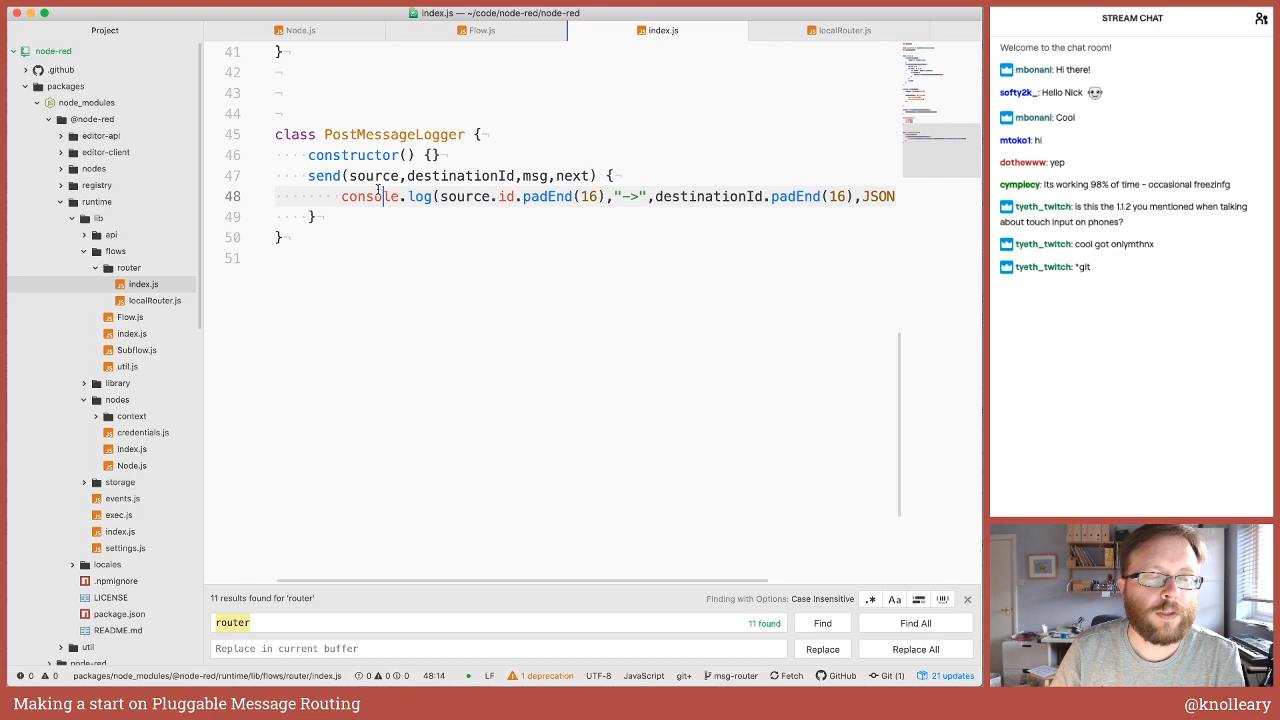 index.js — ~/code/node-red/node-red
Project
Node.js
Flow.js
index.js
localRouter.js
node-red
.github
packages
node_modules
@node-red
editor-api
editor-client
nodes
registry
runtime
lib
api
flows
router
index.js
localRouter.js
Flow.js
index.js
Subflow.js
util.js
library
nodes
context
credentials.js
index.js
Node.js
storage
events.js
exec.js
index.js
settings.js
locales
.npmignore
LICENSE
package.json
README.md
util
node-red
41 }
42
43
44
45 class PostMessageLogger {
46 constructor() {}
47 send(source,destinationId,msg,next) {
48 console.log(source.id.padEnd(16),"->",destinationId.padEnd(16),JSON
49 }
50 }
51
11 results found for 'router'
Finding with Options: Case Insensitive
.*
Aa
router
11 found
Find
Find All
Replace in current buffer
Replace
Replace All
0 0 packages/node_modules/@node-red/runtime/lib/flows/router/index.js 0 0 0 1 deprecation 48:14
LF UTF-8 JavaScript git+ msg-router Fetch GitHub Git (1) 21 updates
STREAM CHAT
Welcome to the chat room!
mbonani: Hi there!
softy2k_: Hello Nick
mbonani: Cool
mtoko1: hi
dothewww: yep
cymplecy: Its working 98% of time - occasional freezinfg
tyeth_twitch: is this the 1.1.2 you mentioned when talking
about touch input on phones?
tyeth_twitch: cool got onlymthnx
tyeth_twitch: *git
Making a start on Pluggable Message Routing
@knolleary